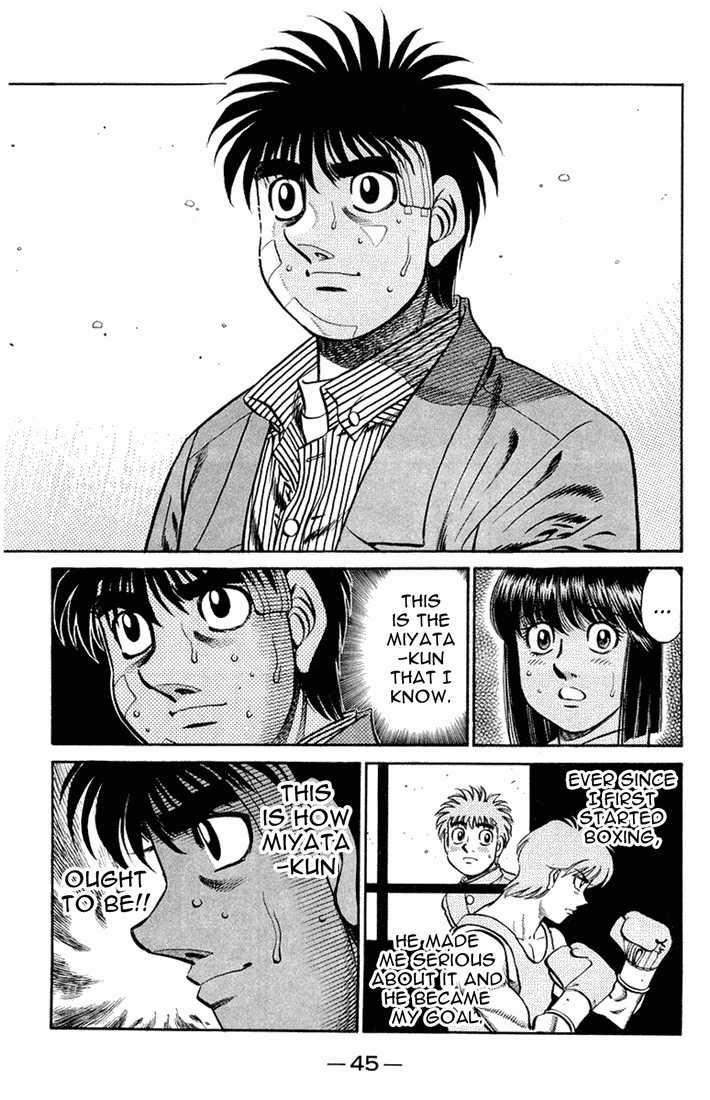 ...
THIS
IS THE
MIYATA
-KUN
THAT I
KNOW.
EVER SINCE
I FIRST
STARTED
BOXING,
HE MADE
ME SERIOUS
ABOUT IT AND
HE BECAME
MY GOAL.
THIS
IS HOW
MIYATA
-KUN
OUGHT
TO BE!!
— 45 —